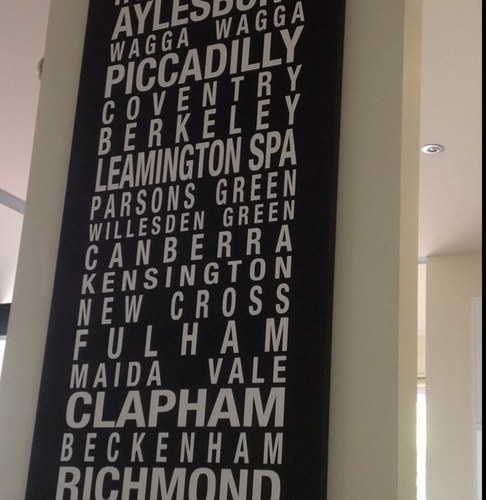 WAGGA WAGGA
PICCADILLY
COVENTRY
BERKELEY
LEAMINGTON SPA
PARSONS GREEN
WILLESDEN GREEN
CANBERRA
KENSINGTON
NEW CROSS
FULHAM
MAIDA VALE
CLAPHAM
BECKENHAM
RICHMOND